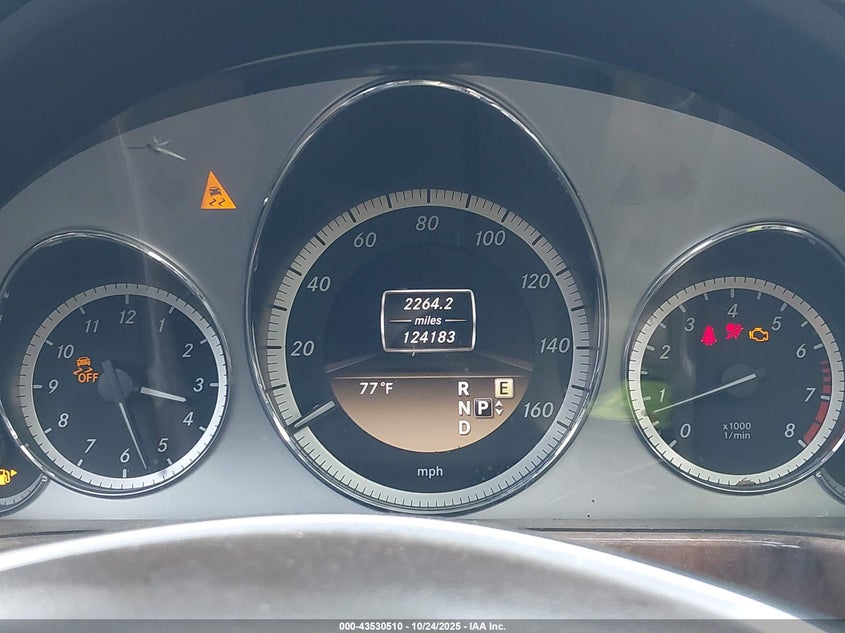 80
60 100
40 120
20 140
160
2264.2
miles
124183
77°F
R E
N P
D
mph
12
11 1
10 2
9 3
8 4
7 5
6
OFF
4
3 5
2 6
1 7
0 8
x1000
1/min
000-43530510 - 10/24/2025 - IAA Inc.